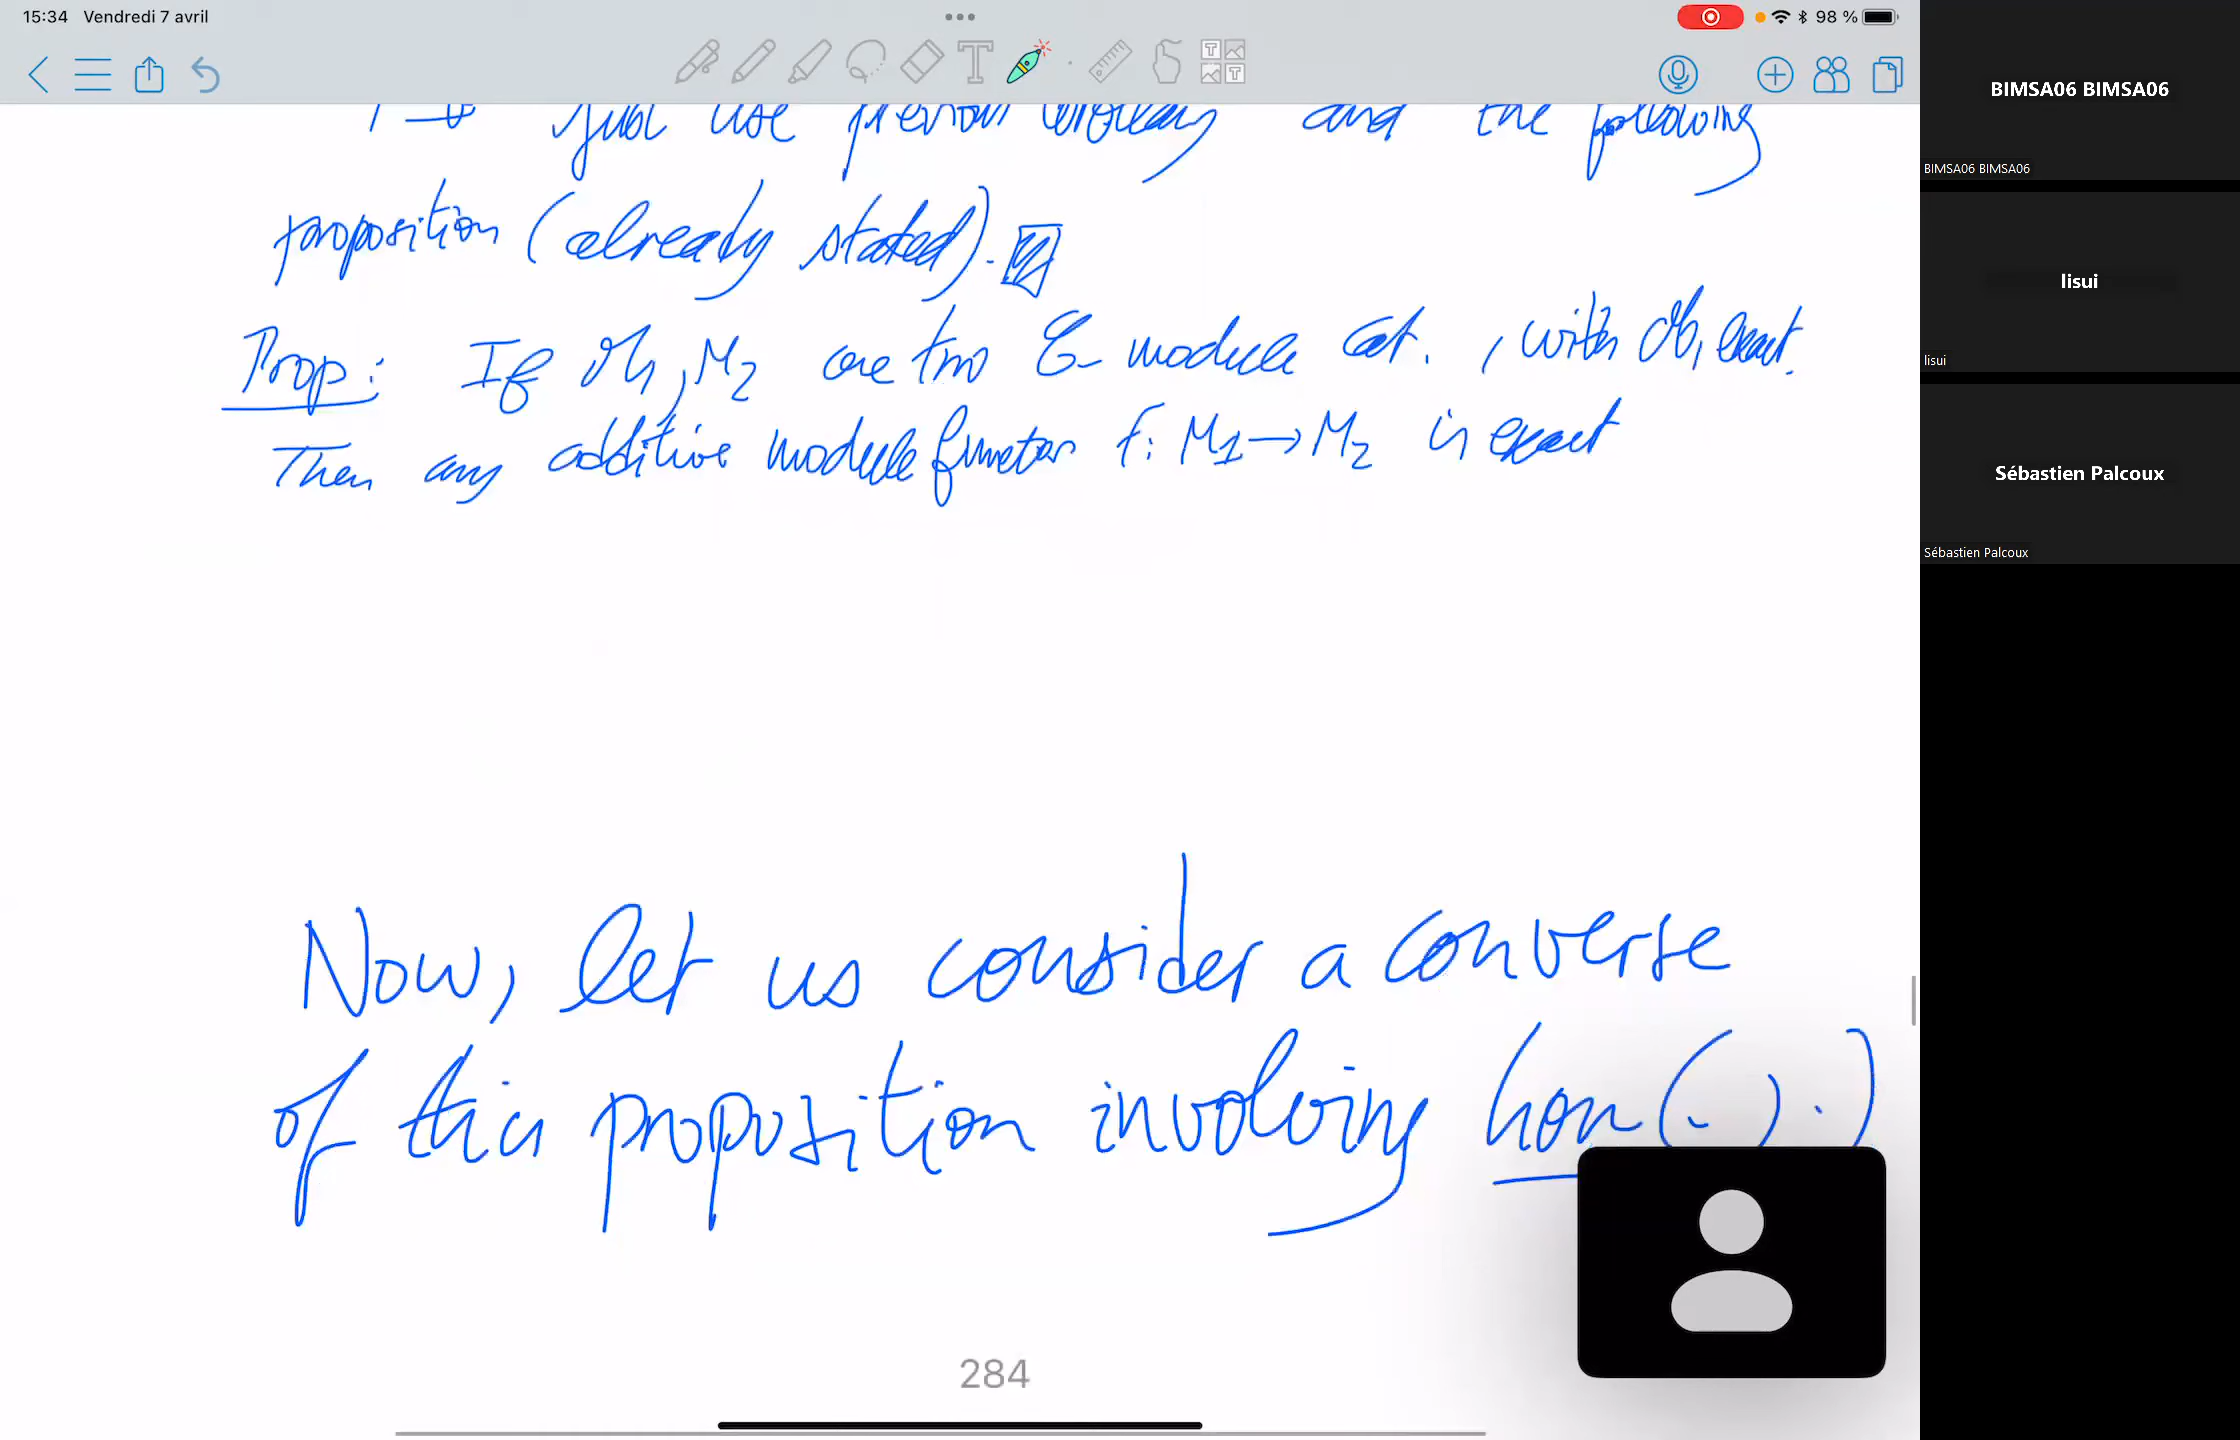 15:34 Vendredi 7 avril
98 %
just use previous corollary and the following
proposition (already stated).
Prop: If M1, M2 are two C-module cat., with M1 exact.
Then any additive module functor F: M1 → M2 is exact
Now, let us consider a converse
of this proposition involving hom(.,.)
284
BIMSA06 BIMSA06
BIMSA06 BIMSA06
lisui
lisui
Sébastien Palcoux
Sébastien Palcoux